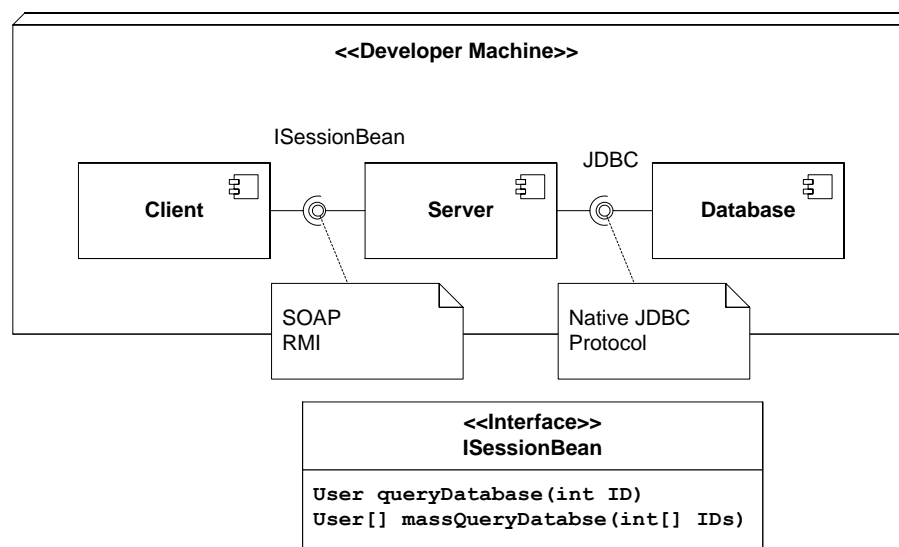 <<Developer Machine>>
ISessionBean
JDBC
Client
Server
Database
SOAP
RMI
Native JDBC
Protocol
<<Interface>>
ISessionBean
User queryDatabase(int ID)
User[] massQueryDatabse(int[] IDs)